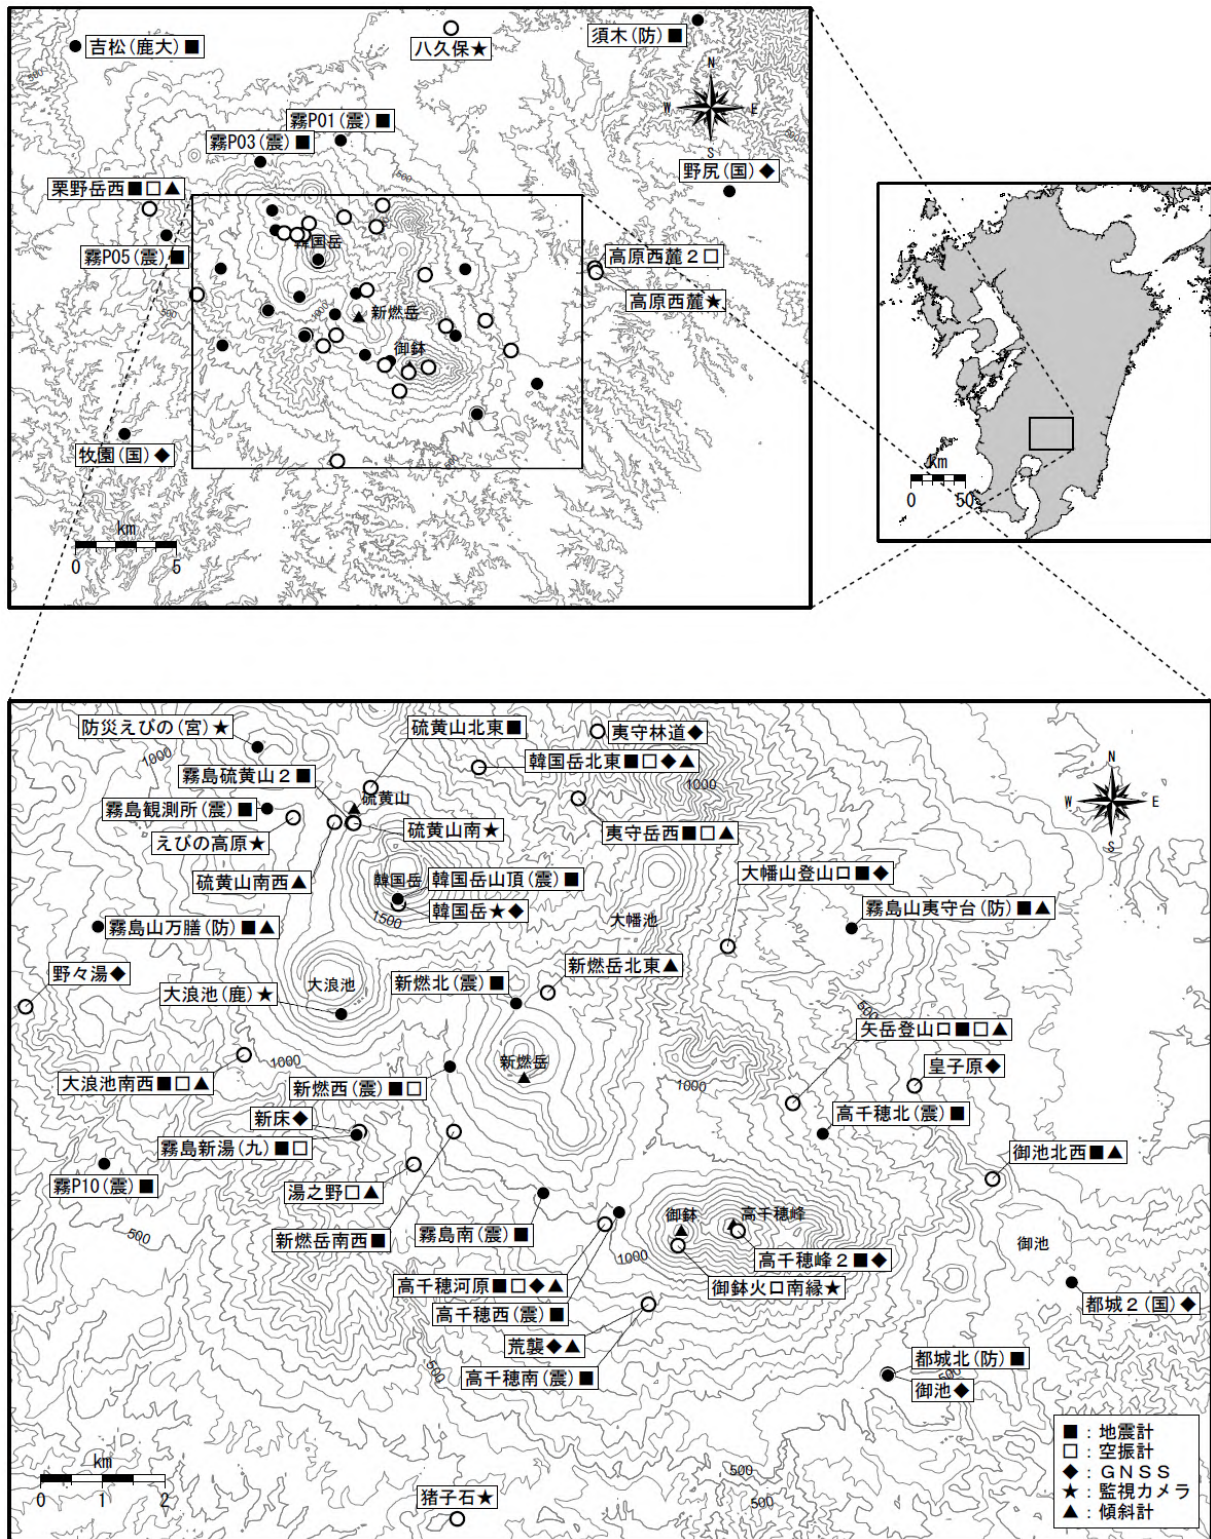 吉松(鹿大)■
八久保★
須木(防)■
N
W
E
S
霧P01(震)■
霧P03(震)■
野尻(国)◆
栗野岳西■□▲
霧P05(震)■
韓国岳
高原西麓２□
高原西麓★
新燃岳
御鉢
牧園(国)◆
500
500
1000
500
km
0 5
km
0 50
防災えびの(宮)★
硫黄山北東■
夷守林道◆
韓国岳北東■□◆▲
霧島硫黄山２■
硫黄山
霧島観測所(震)■
硫黄山南★
夷守岳西■□▲
えびの高原★
硫黄山南西▲
韓国岳
韓国岳山頂(震)■
韓国岳★◆
大幡山登山口■◆
霧島山夷守台(防)■▲
大幡池
霧島山万膳(防)■▲
新燃岳北東▲
野々湯◆
大浪池
新燃北(震)■
大浪池(鹿)★
矢岳登山口■□▲
皇子原◆
新燃岳
大浪池南西■□▲
新燃西(震)■□
高千穂北(震)■
新床◆
霧島新湯(九)■□
御池北西■▲
霧P10(震)■
湯之野□▲
御鉢
高千穂峰
新燃岳南西■
霧島南(震)■
御池
高千穂峰２■◆
高千穂河原■□◆▲
御鉢火口南縁★
高千穂西(震)■
都城２(国)◆
荒襲◆▲
高千穂南(震)■
都城北(防)■
御池◆
猪子石★
1000
1000
1500
500
1000
1000
500
1000
500
500
500
500
N
W
E
S
km
0 1 2
■：地震計
□：空振計
◆：ＧＮＳＳ
★：監視カメラ
▲：傾斜計